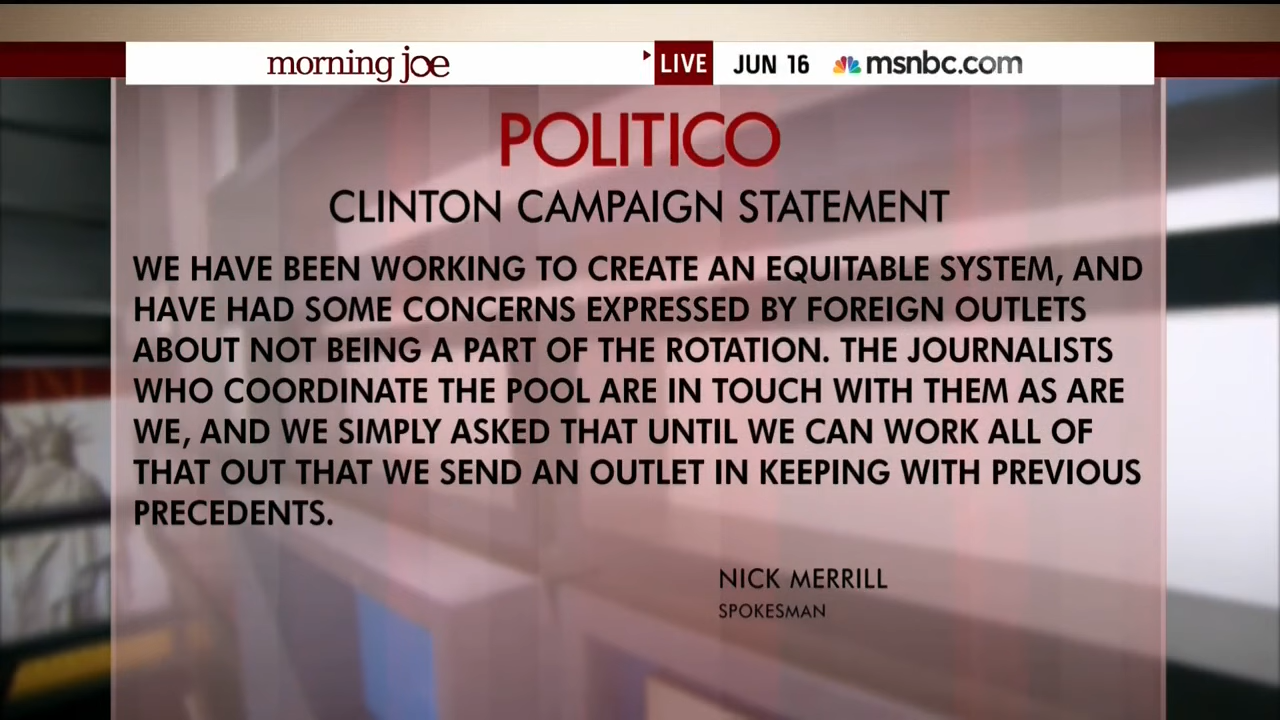 morning joe LIVE JUN 16 msnbc.com
POLITICO
CLINTON CAMPAIGN STATEMENT
WE HAVE BEEN WORKING TO CREATE AN EQUITABLE SYSTEM, AND
HAVE HAD SOME CONCERNS EXPRESSED BY FOREIGN OUTLETS
ABOUT NOT BEING A PART OF THE ROTATION. THE JOURNALISTS
WHO COORDINATE THE POOL ARE IN TOUCH WITH THEM AS ARE
WE, AND WE SIMPLY ASKED THAT UNTIL WE CAN WORK ALL OF
THAT OUT THAT WE SEND AN OUTLET IN KEEPING WITH PREVIOUS
PRECEDENTS.
NICK MERRILL
SPOKESMAN